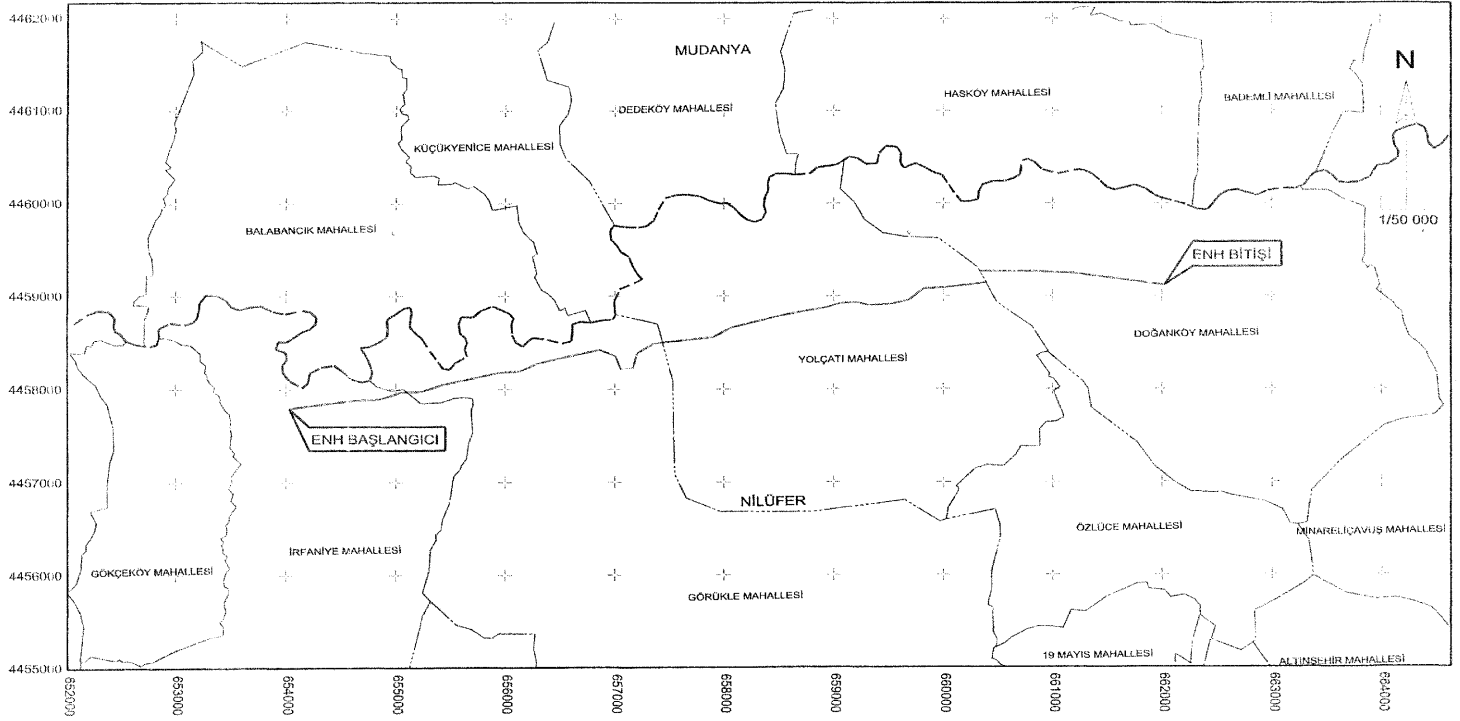 4462000
MUDANYA
N
4461000
DEDEKÖY MAHALLESİ
HASKÖY MAHALLESİ
BADEMLİ MAHALLESİ
KÜÇÜKYENİCE MAHALLESİ
4460000
1/50 000
BALABANCIK MAHALLESİ
ENH BİTİŞİ
4459000
DOĞANKÖY MAHALLESİ
YOLÇATI MAHALLESİ
4458000
ENH BAŞLANGICI
4457000
NİLÜFER
ÖZLÜCE MAHALLESİ
MİNARELİÇAVUŞ MAHALLESİ
İRFANİYE MAHALLESİ
4456000
GÖKÇEKÖY MAHALLESİ
GÖRÜKLE MAHALLESİ
19 MAYIS MAHALLESİ
ALTINŞEHİR MAHALLESİ
4455000
652000
653000
654000
655000
656000
657000
658000
659000
660000
661000
662000
663000
664000